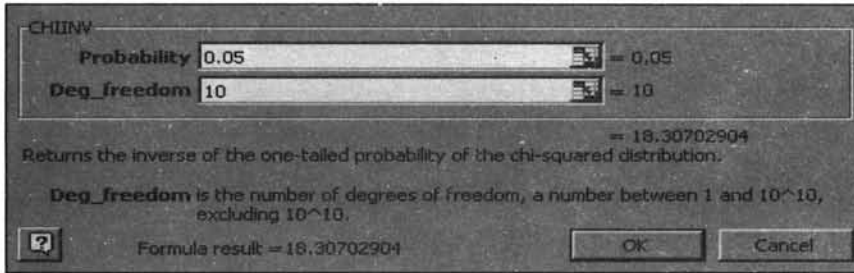 CHIINV
Probability 0.05 = 0,05
Deg_freedom 10 = 10
= 18.30702904
Returns the inverse of the one-tailed probability of the chi-squared distribution.
Deg_freedom is the number of degrees of freedom, a number between 1 and 10^10,
excluding 10^10.
? Formula result =18.30702904 OK Cancel